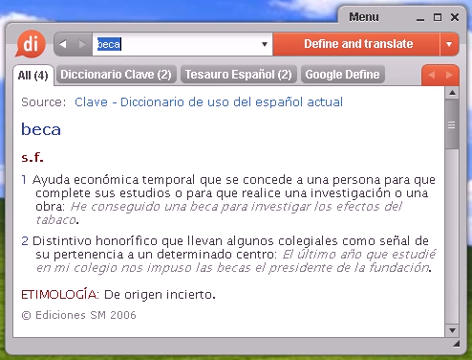 Menu
di
beca
Define and translate
All (4)
Diccionario Clave (2)
Tesauro Español (2)
Google Define
Source: Clave - Diccionario de uso del español actual
beca
s.f.
1 Ayuda económica temporal que se concede a una persona para que
complete sus estudios o para que realice una investigación o una
obra: He conseguido una beca para investigar los efectos del
tabaco.
2 Distintivo honorífico que llevan algunos colegiales como señal de
su pertenencia a un determinado centro: El último año que estudié
en mi colegio nos impuso las becas el presidente de la fundación.
ETIMOLOGÍA: De origen incierto.
© Ediciones SM 2006